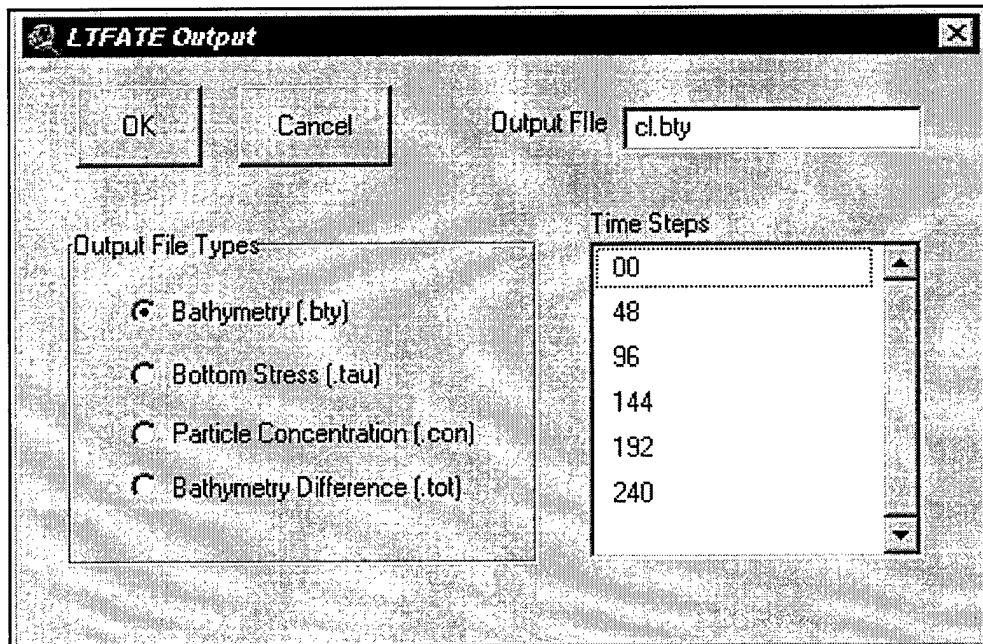 LTFATE Output
OK
Cancel
Output File
cl.bty
Output File Types
Bathymetry (.bty)
Bottom Stress (.tau)
Particle Concentration (.con)
Bathymetry Difference (.tot)
Time Steps
00
48
96
144
192
240